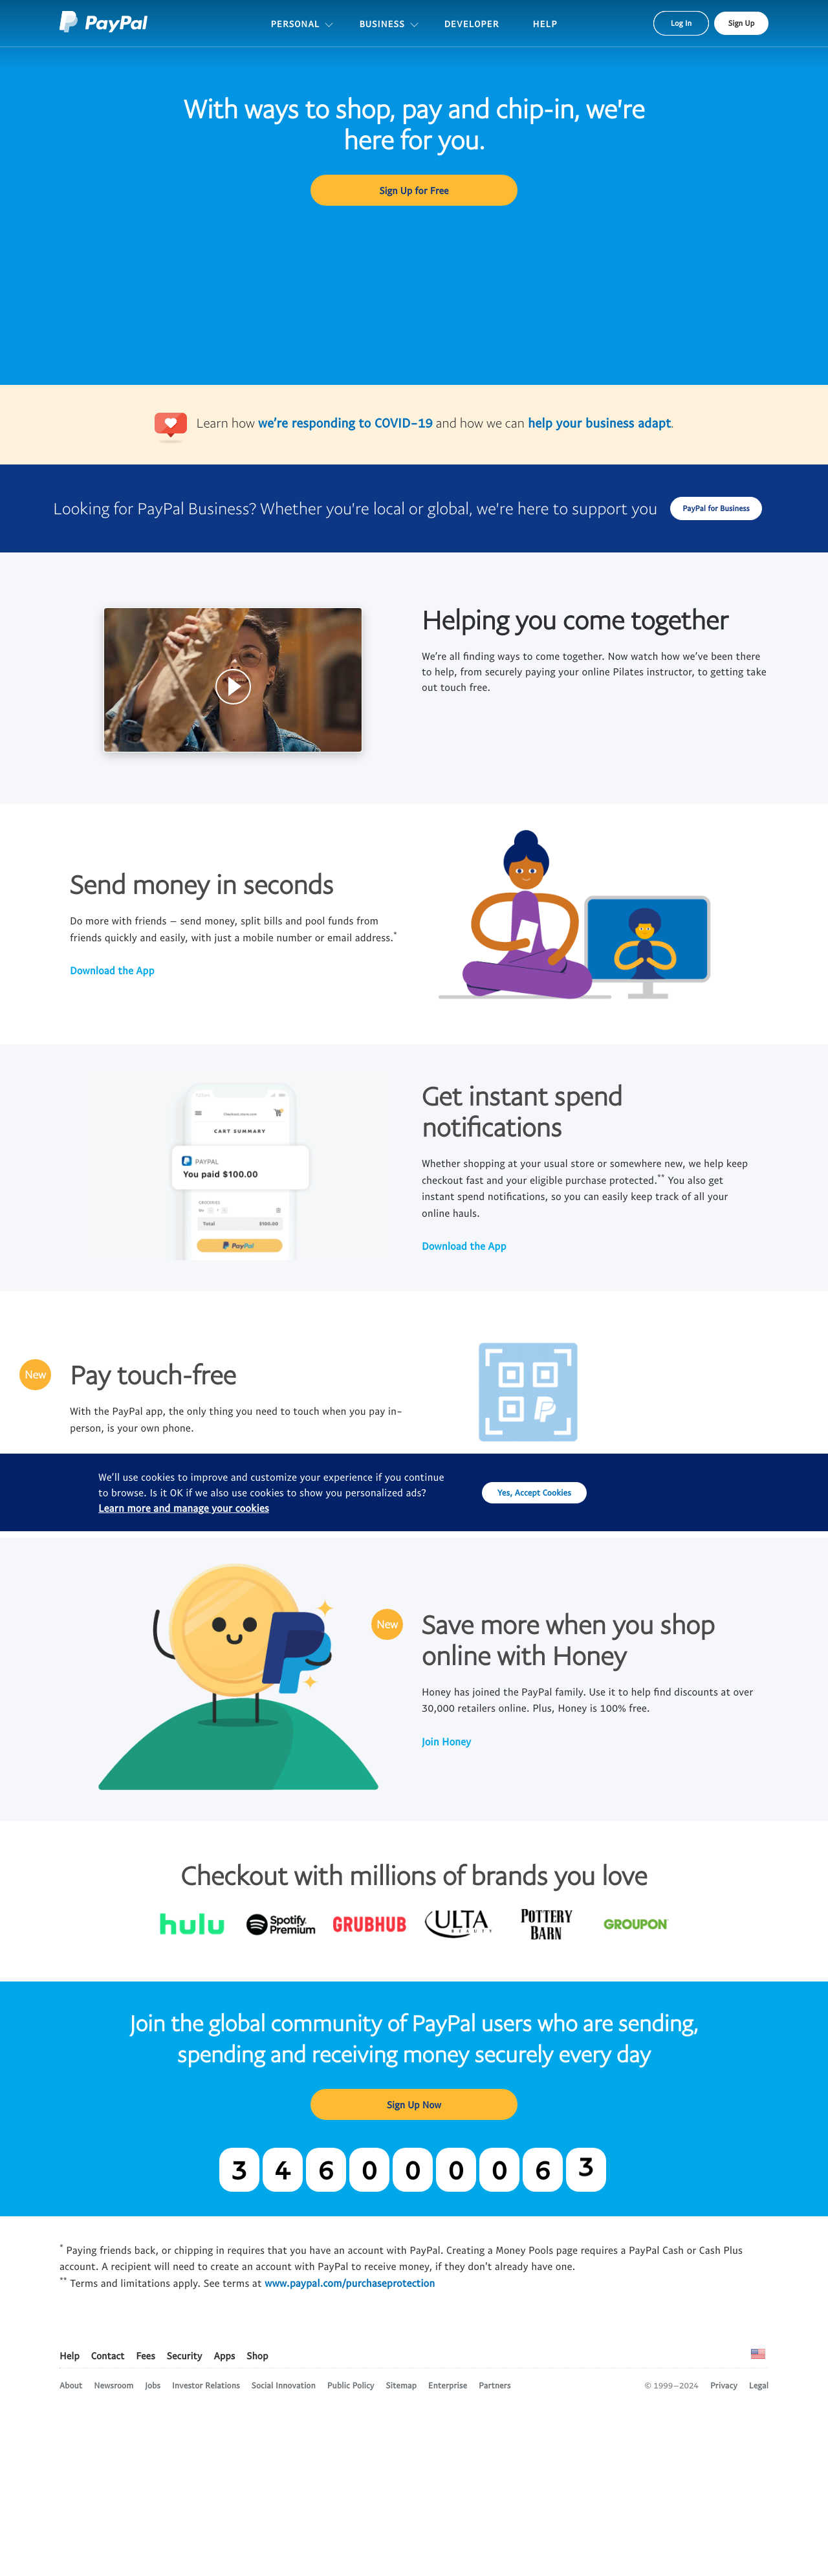 PayPal
PERSONAL
BUSINESS
DEVELOPER
HELP
Log In
Sign Up
With ways to shop, pay and chip-in, we're
here for you.
Sign Up for Free
Learn how we're responding to COVID-19 and how we can help your business adapt.
Looking for PayPal Business? Whether you're local or global, we're here to support you
PayPal for Business
Helping you come together
We're all finding ways to come together. Now watch how we've been there
to help, from securely paying your online Pilates instructor, to getting take
out touch free.
Send money in seconds
Do more with friends – send money, split bills and pool funds from
friends quickly and easily, with just a mobile number or email address.*
Download the App
CART SUMMARY
PAYPAL
You paid $100.00
GROCERIES
Total $100.00
PayPal
Get instant spend
notifications
Whether shopping at your usual store or somewhere new, we help keep
checkout fast and your eligible purchase protected.** You also get
instant spend notifications, so you can easily keep track of all your
online hauls.
Download the App
New
Pay touch-free
With the PayPal app, the only thing you need to touch when you pay in-
person, is your own phone.
We'll use cookies to improve and customize your experience if you continue
to browse. Is it OK if we also use cookies to show you personalized ads?
Learn more and manage your cookies
Yes, Accept Cookies
New
Save more when you shop
online with Honey
Honey has joined the PayPal family. Use it to help find discounts at over
30,000 retailers online. Plus, Honey is 100% free.
Join Honey
Checkout with millions of brands you love
hulu
Spotify Premium
GRUBHUB
ULTA BEAUTY
POTTERY BARN
GROUPON
Join the global community of PayPal users who are sending,
spending and receiving money securely every day
Sign Up Now
3 4 6 0 0 0 0 6 3
* Paying friends back, or chipping in requires that you have an account with PayPal. Creating a Money Pools page requires a PayPal Cash or Cash Plus
account. A recipient will need to create an account with PayPal to receive money, if they don't already have one.
** Terms and limitations apply. See terms at www.paypal.com/purchaseprotection
Help Contact Fees Security Apps Shop
About Newsroom Jobs Investor Relations Social Innovation Public Policy Sitemap Enterprise Partners
© 1999–2024 Privacy Legal